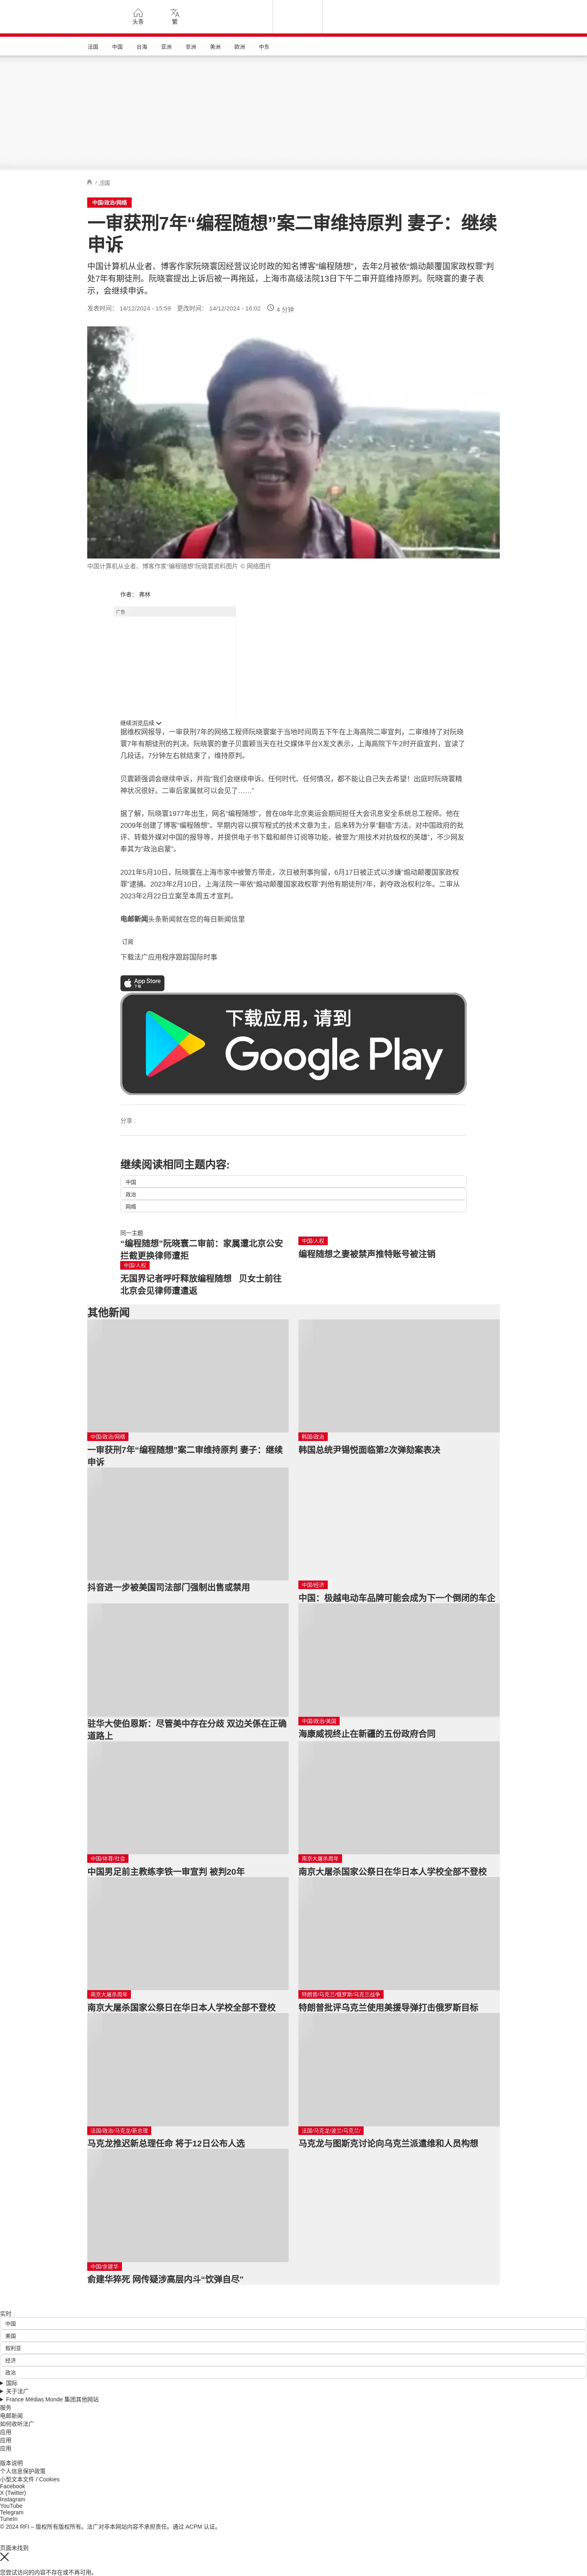 头条
繁
法国
中国
台海
亚洲
非洲
美洲
欧洲
中东
/ 法国
中国/政治/网络
一审获刑7年“编程随想”案二审维持原判 妻子：继续
申诉
中国计算机从业者、博客作家阮晓寰因经营议论时政的知名博客“编程随想”，去年2月被依“煽动颠覆国家政权罪”判
处7年有期徒刑。阮晓寰提出上诉后被一再拖延，上海市高级法院13日下午二审开庭维持原判。阮晓寰的妻子表
示，会继续申诉。
发表时间： 14/12/2024 - 15:59 更改时间： 14/12/2024 - 16:02 4 分钟
中国计算机从业者、博客作家“编程随想”阮晓寰资料图片 © 网络图片
作者： 弗林
广告
继续浏览后续
据维权网报导，一审获刑7年的网络工程师阮晓寰案于当地时间周五下午在上海高院二审宣判，二审维持了对阮晓
寰7年有期徒刑的判决。阮晓寰的妻子贝震颖当天在社交媒体平台X发文表示，上海高院下午2时开庭宣判，宣读了
几段话，7分钟左右就结束了，维持原判。
贝震颖强调会继续申诉，并指“我们会继续申诉。任何时代、任何情况，都不能让自己失去希望！出庭时阮晓寰精
神状况很好。二审后家属就可以会见了……”
据了解，阮晓寰1977年出生，网名“编程随想”，曾在08年北京奥运会期间担任大会讯息安全系统总工程师。他在
2009年创建了博客“编程随想”。早期内容以撰写程式的技术文章为主，后来转为分享“翻墙”方法、对中国政府的批
评、转载外媒对中国的报导等，并提供电子书下载和邮件订阅等功能，被誉为“用技术对抗极权的英雄”，不少网友
奉其为“政治启蒙”。
2021年5月10日，阮晓寰在上海市家中被警方带走，次日被刑事拘留，6月17日被正式以涉嫌“煽动颠覆国家政权
罪”逮捕。2023年2月10日，上海法院一审依“煽动颠覆国家政权罪”判他有期徒刑7年，剥夺政治权利2年。二审从
2023年2月22日立案至本周五才宣判。
电邮新闻头条新闻就在您的每日新闻信里
订阅
下载法广应用程序跟踪国际时事
App Store
下载
下载应用，请到
Google Play
分享 :
继续阅读相同主题内容:
中国
政治
网络
同一主题
“编程随想”阮晓寰二审前：家属遭北京公安
拦截更换律师遭拒
中国/人权
编程随想之妻被禁声推特账号被注销
中国/人权
无国界记者呼吁释放编程随想 贝女士前往
北京会见律师遭遣返
其他新闻
中国/政治/网络
一审获刑7年“编程随想”案二审维持原判 妻子：继续
申诉
韩国/政治
韩国总统尹锡悦面临第2次弹劾案表决
抖音进一步被美国司法部门强制出售或禁用
中国/经济
中国：极越电动车品牌可能会成为下一个倒闭的车企
驻华大使伯恩斯：尽管美中存在分歧 双边关係在正确
道路上
中国/政治/美国
海康威视终止在新疆的五份政府合同
中国/体育/社会
中国男足前主教练李铁一审宣判 被判20年
南京大屠杀周年
南京大屠杀国家公祭日在华日本人学校全部不登校
南京大屠杀周年
南京大屠杀国家公祭日在华日本人学校全部不登校
特朗普/乌克兰/俄罗斯/乌克兰战争
特朗普批评乌克兰使用美援导弹打击俄罗斯目标
法国/政治/马克龙/新总理
马克龙推迟新总理任命 将于12日公布人选
法国/乌克龙/波兰/乌克兰/
马克龙与图斯克讨论向乌克兰派遣维和人员构想
中国/余建华
俞建华猝死 网传疑涉高层内斗“饮弹自尽”
实时
中国
美国
叙利亚
经济
政治
国际
关于法广
France Médias Monde 集团其他网站
服务
电邮新闻
如何收听法广
应用
应用
应用
版本说明
个人信息保护政策
小型文本文件 / Cookies
Facebook
X (Twitter)
Instagram
YouTube
Telegram
TuneIn
© 2024 RFI – 版权所有版权所有。法广对非本网站内容不承担责任。通过 ACPM 认证。
页面未找到
您尝试访问的内容不存在或不再可用。